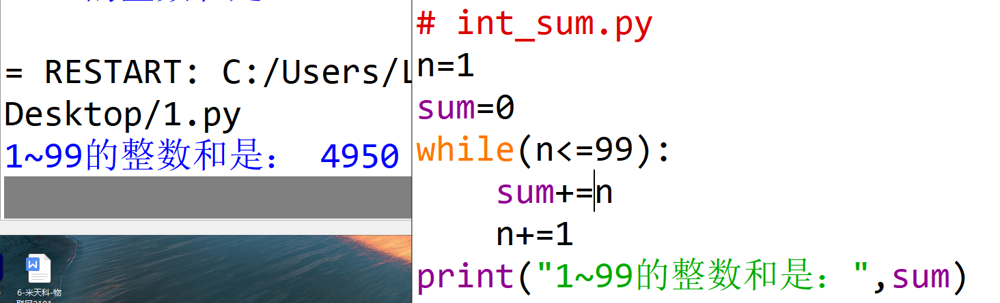 = RESTART: C:/Users/
Desktop/1.py
1~99的整数和是： 4950
6-米天科-物
# int_sum.py
n=1
sum=0
while(n<=99):
    sum+=n
    n+=1
print("1~99的整数和是：",sum)